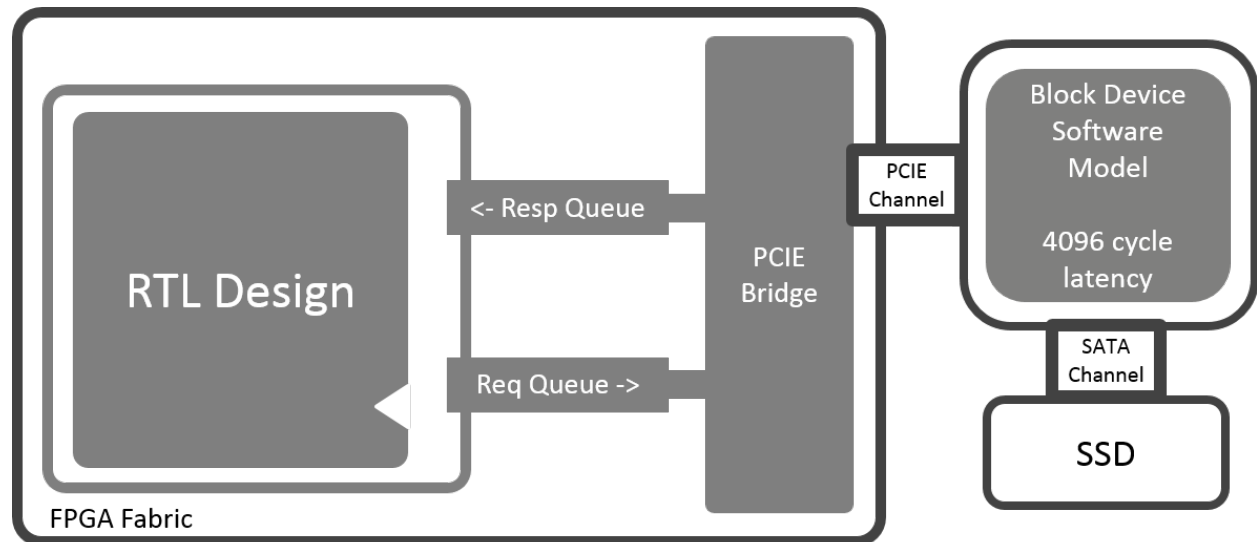 RTL Design
<- Resp Queue
Req Queue ->
PCIE
Bridge
FPGA Fabric
PCIE
Channel
Block Device
Software
Model
4096 cycle
latency
SATA
Channel
SSD